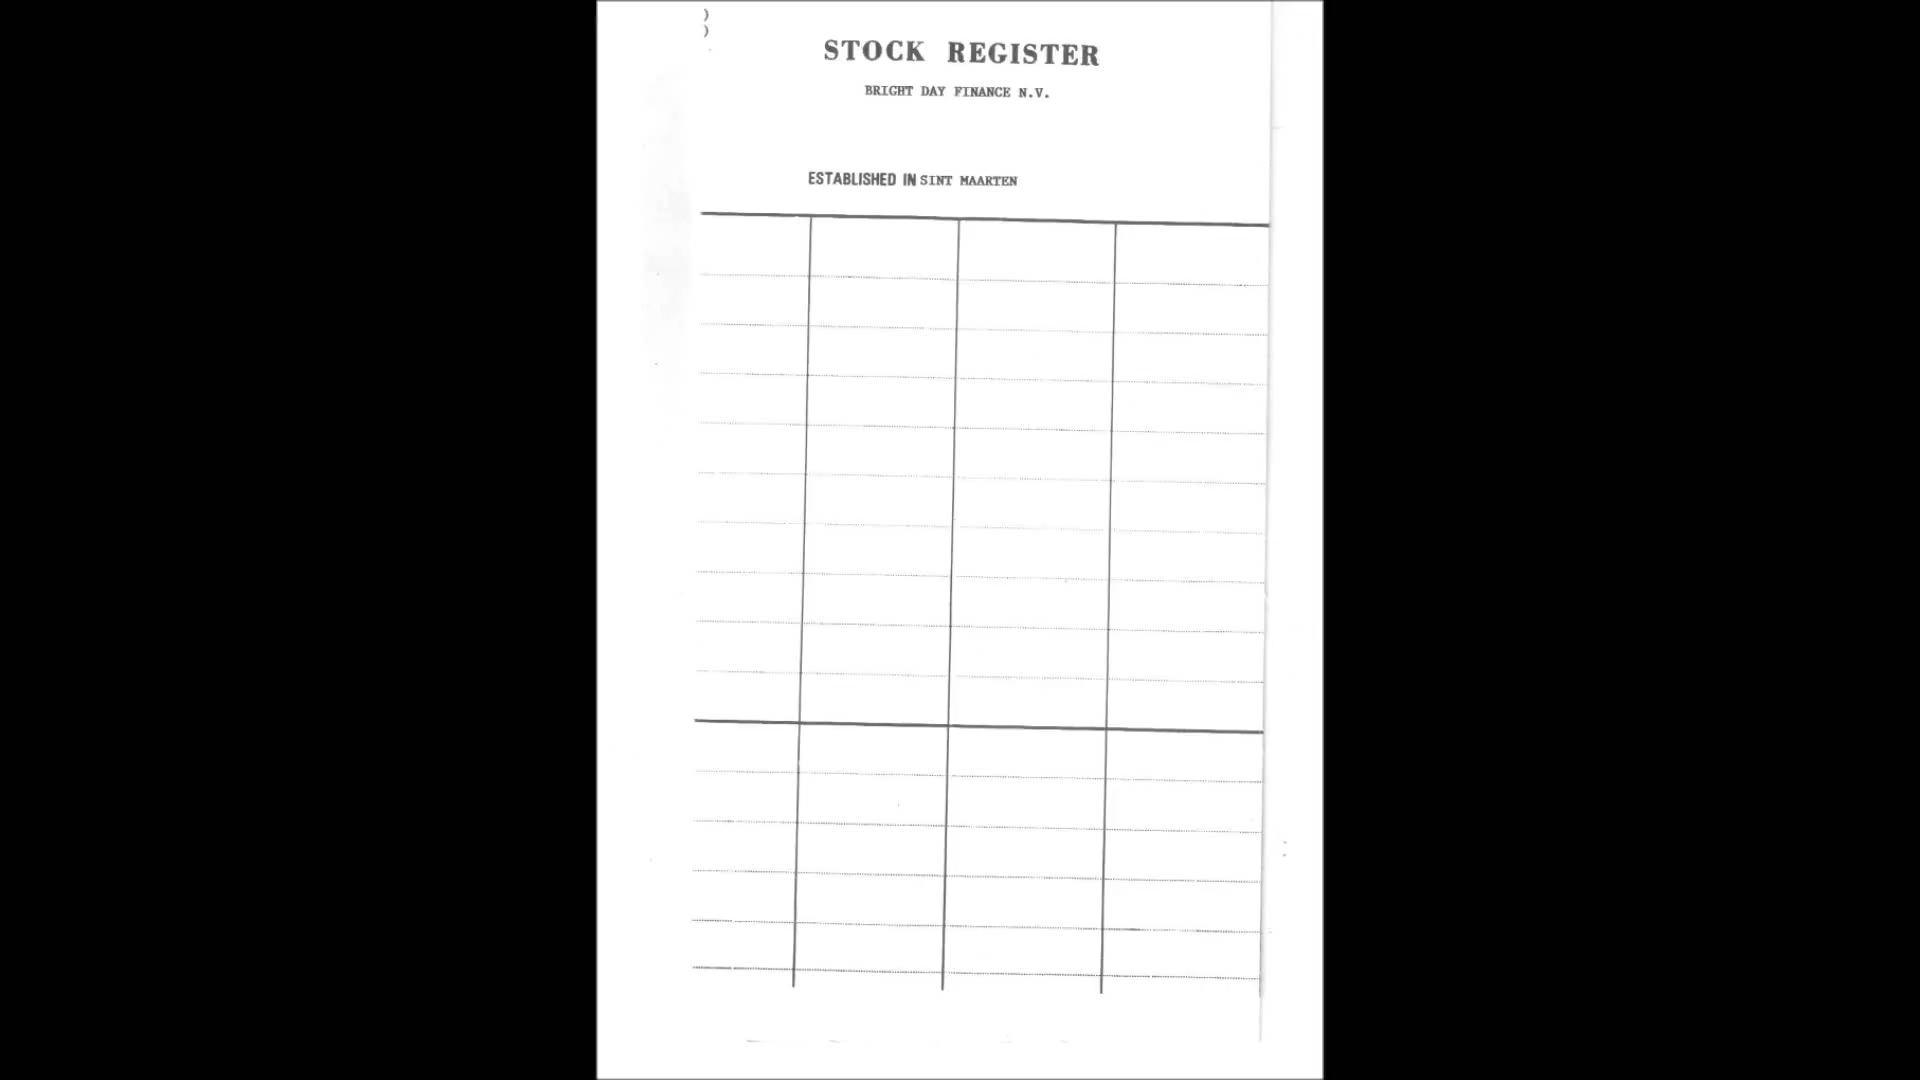 )
)
STOCK REGISTER
BRIGHT DAY FINANCE N.V.
ESTABLISHED IN SINT MAARTEN